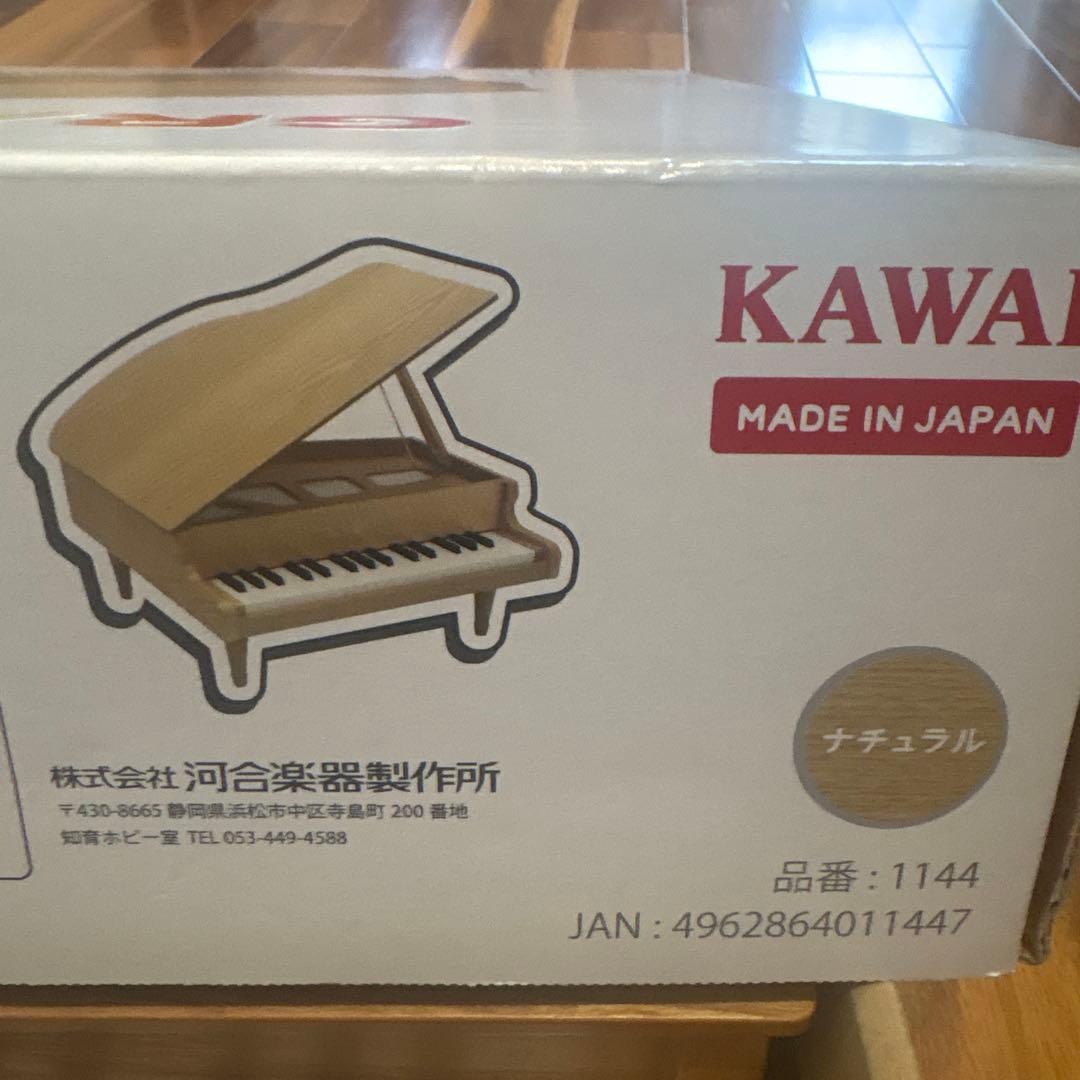 KAWAI
MADE IN JAPAN
ナチュラル
株式会社 河合楽器製作所
〒430-8665 静岡県浜松市中区寺島町 200 番地
知育ホビー室 TEL 053-449-4588
品番 : 1144
JAN : 4962864011447